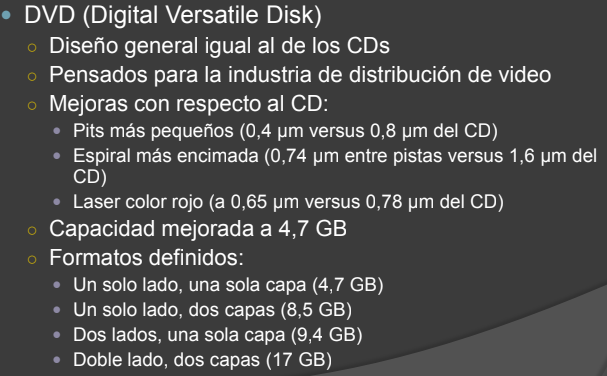 DVD (Digital Versatile Disk)
Diseño general igual al de los CDs
Pensados para la industria de distribución de video
Mejoras con respecto al CD:
Pits más pequeños (0,4 µm versus 0,8 µm del CD)
Espiral más encimada (0,74 µm entre pistas versus 1,6 µm del
CD)
Laser color rojo (a 0,65 µm versus 0,78 µm del CD)
Capacidad mejorada a 4,7 GB
Formatos definidos:
Un solo lado, una sola capa (4,7 GB)
Un solo lado, dos capas (8,5 GB)
Dos lados, una sola capa (9,4 GB)
Doble lado, dos capas (17 GB)